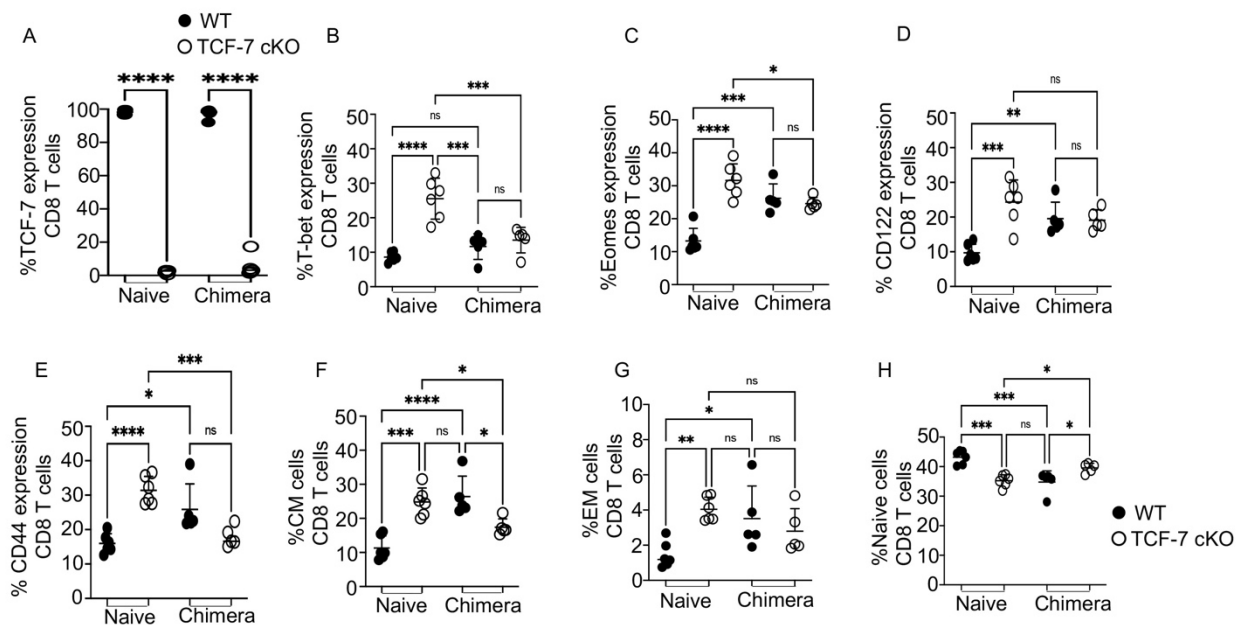 ● WT
○ TCF-7 cKO
A
**** ****
%TCF-7 expression
CD8 T cells
100
80
60
40
20
0
Naive Chimera
B
***
ns
**** ***
ns
%T-bet expression
CD8 T cells
50
40
30
20
10
0
Naive Chimera
C
*
***
**** ns
%Eomes expression
CD8 T cells
50
40
30
20
10
0
Naive Chimera
D
ns
**
*** ns
% CD122 expression
CD8 T cells
50
40
30
20
10
0
Naive Chimera
E
***
*
**** ns
% CD44 expression
CD8 T cells
50
40
30
20
10
0
Naive Chimera
F
*
****
*** ns *
%CM cells
CD8 T cells
50
40
30
20
10
0
Naive Chimera
G
ns
*
** ns ns
%EM cells
CD8 T cells
8
6
4
2
0
Naive Chimera
H
*
***
*** ns *
%Naive cells
CD8 T cells
50
40
30
20
10
0
Naive Chimera
● WT
○ TCF-7 cKO